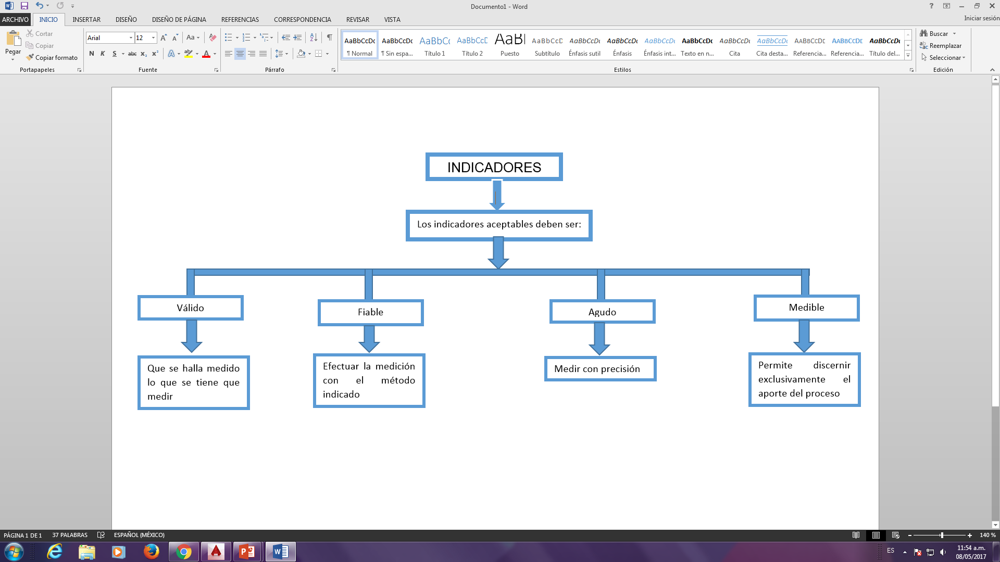 Documento1 - Word
ARCHIVO INICIO INSERTAR DISEÑO DISEÑO DE PÁGINA REFERENCIAS CORRESPONDENCIA REVISAR VISTA Iniciar sesión
Pegar
Cortar
Copiar
Copiar formato
Portapapeles
Arial 12
N K S abc x₂ x²
Fuente
Párrafo
AaBbCcDc AaBbCcDc AaBbCc AaBbCcD AaBl AaBbCcD AaBbCcDc AaBbCcDc AaBbCcDc AaBbCcDc AaBbCcDc AaBbCcDc AABBCCDD AABBCCDD AaBbCcDc
¶ Normal ¶ Sin espa... Título 1 Título 2 Puesto Subtítulo Énfasis sutil Énfasis Énfasis int... Texto en n... Cita Cita desta... Referencia... Referencia... Título del...
Estilos
Buscar
Reemplazar
Seleccionar
Edición
INDICADORES
Los indicadores aceptables deben ser:
Válido
Que se halla medido
lo que se tiene que
medir
Fiable
Efectuar la medición
con el método
indicado
Agudo
Medir con precisión
Medible
Permite discernir
exclusivamente el
aporte del proceso
PÁGINA 1 DE 1 37 PALABRAS ESPAÑOL (MÉXICO) 140 %
ES
11:54 a.m.
08/05/2017